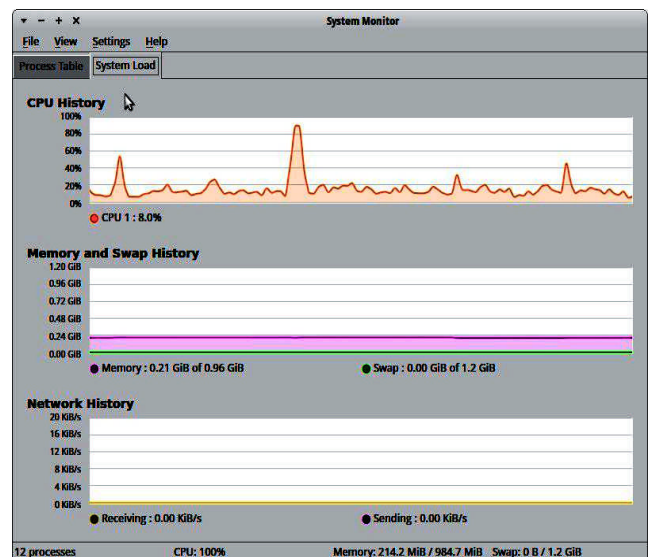 System Monitor
File View Settings Help
Process Table System Load
CPU History
100%
80%
60%
40%
20%
0%
CPU 1 : 8.0%
Memory and Swap History
1.20 GiB
0.96 GiB
0.72 GiB
0.48 GiB
0.24 GiB
0.00 GiB
Memory : 0.21 GiB of 0.96 GiB Swap : 0.00 GiB of 1.2 GiB
Network History
20 KiB/s
16 KiB/s
12 KiB/s
8 KiB/s
4 KiB/s
0 KiB/s
Receiving : 0.00 KiB/s Sending : 0.00 KiB/s
12 processes CPU: 100% Memory: 214.2 MiB / 984.7 MiB Swap: 0 B / 1.2 GiB